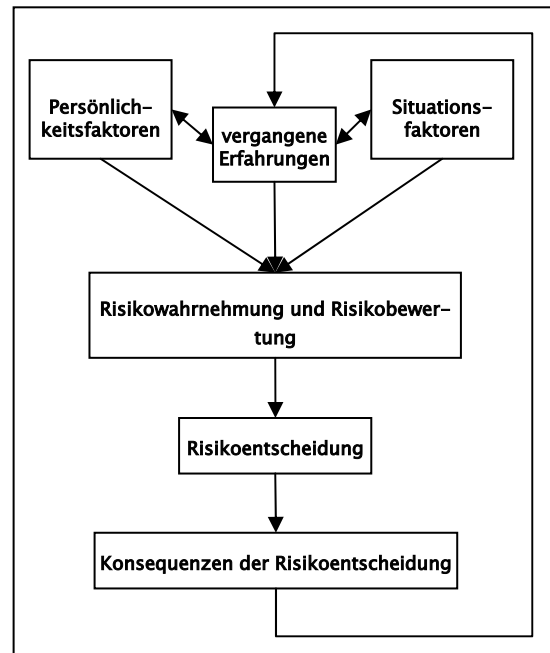 Persönlich-
keitsfaktoren
vergangene
Erfahrungen
Situations-
faktoren
Risikowahrnehmung und Risikobewer-
tung
Risikoentscheidung
Konsequenzen der Risikoentscheidung